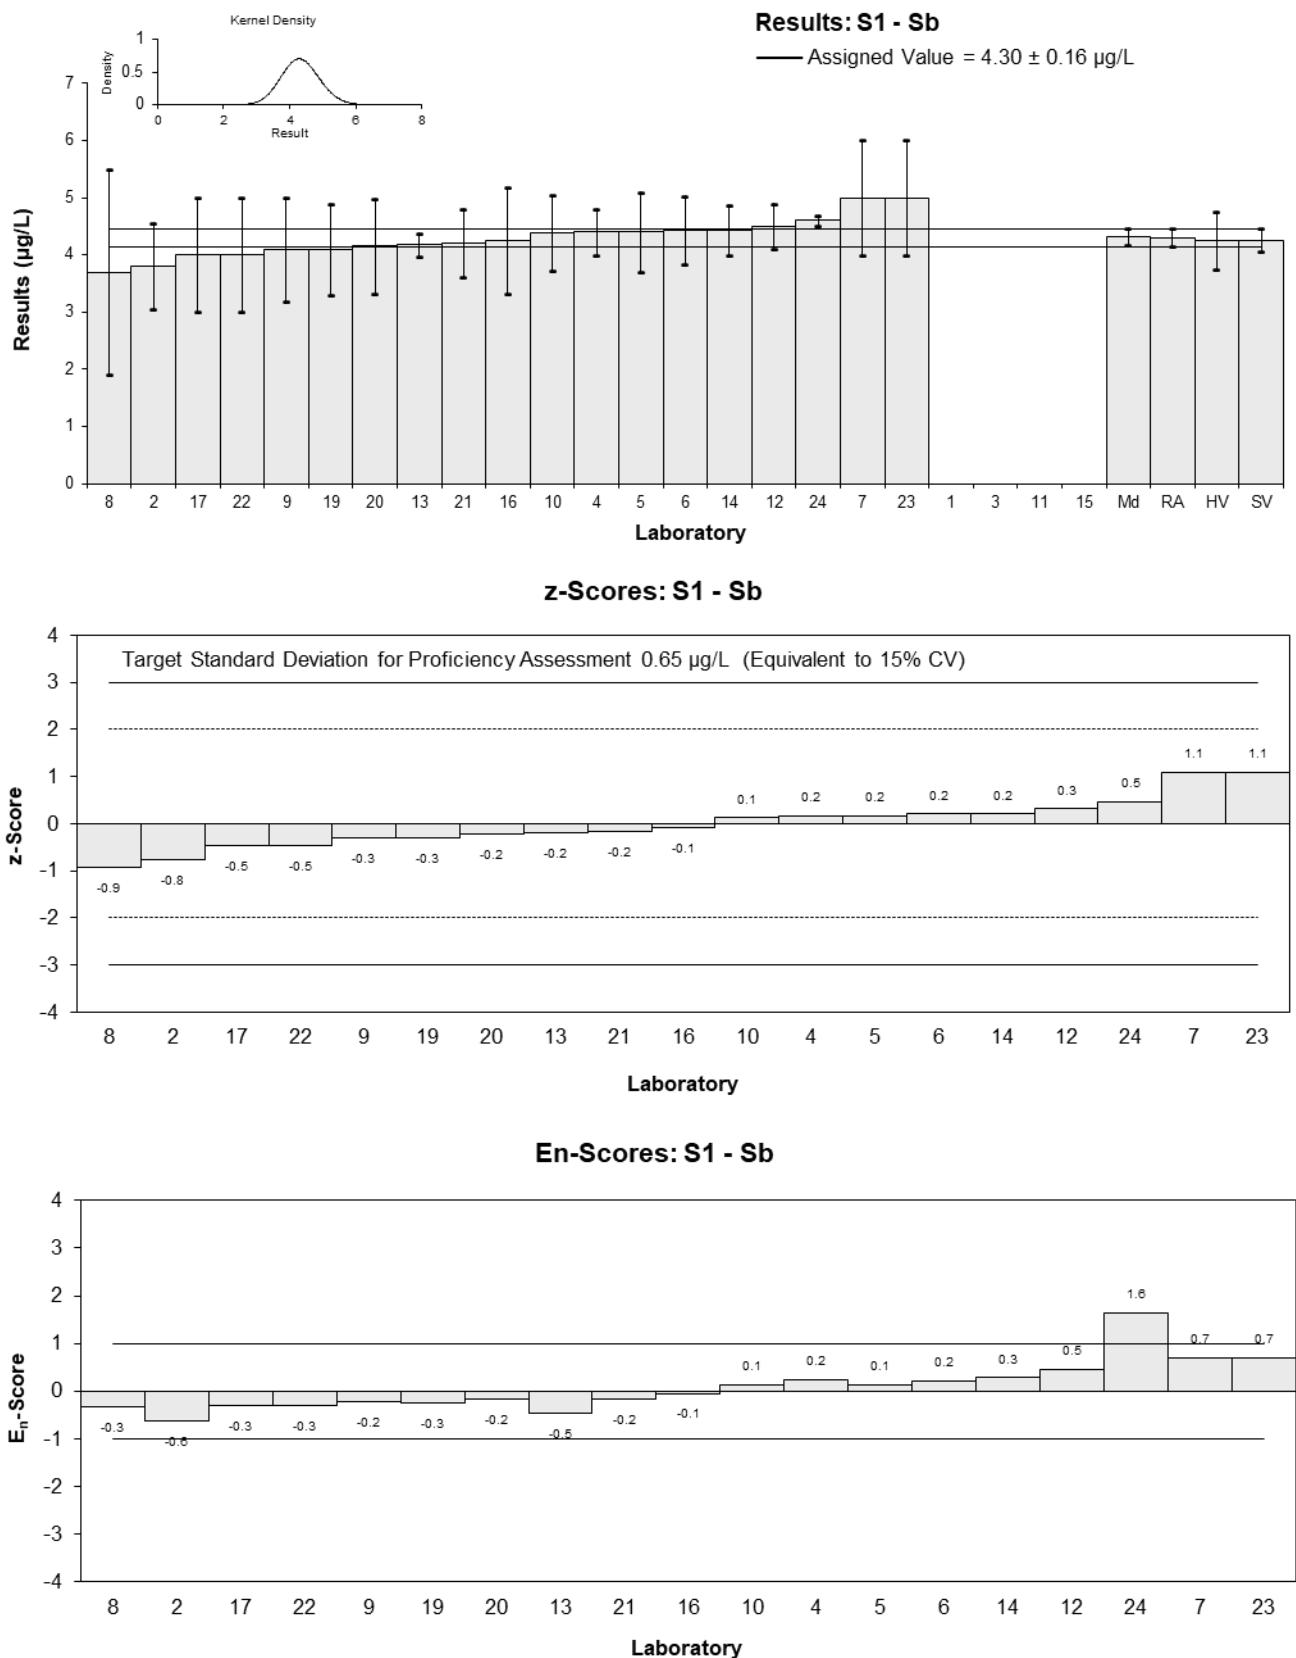 Kernel Density
Density
1
0.5
0
0 2 4 6 8
Result
Results: S1 - Sb
Assigned Value = 4.30 ± 0.16 µg/L
Results (µg/L)
7
6
5
4
3
2
1
0
8 2 17 22 9 19 20 13 21 16 10 4 5 6 14 12 24 7 23 1 3 11 15 Md RA HV SV
Laboratory
z-Scores: S1 - Sb
Target Standard Deviation for Proficiency Assessment 0.65 µg/L (Equivalent to 15% CV)
z-Score
4
3
2
1
0
-1
-2
-3
-4
-0.9 -0.8 -0.5 -0.5 -0.3 -0.3 -0.2 -0.2 -0.2 -0.1 0.1 0.2 0.2 0.2 0.2 0.3 0.5 1.1 1.1
8 2 17 22 9 19 20 13 21 16 10 4 5 6 14 12 24 7 23
Laboratory
En-Scores: S1 - Sb
En-Score
4
3
2
1
0
-1
-2
-3
-4
-0.3 -0.6 -0.3 -0.3 -0.2 -0.3 -0.2 -0.5 -0.2 -0.1 0.1 0.2 0.1 0.2 0.3 0.5 1.6 0.7 0.7
8 2 17 22 9 19 20 13 21 16 10 4 5 6 14 12 24 7 23
Laboratory